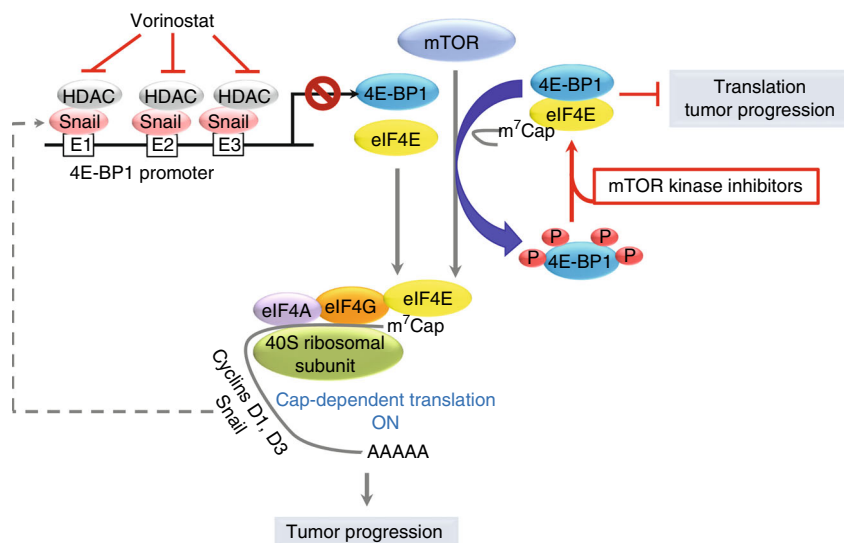 Vorinostat
HDAC HDAC HDAC
Snail Snail Snail
E1 E2 E3
4E-BP1 promoter
4E-BP1
eIF4E
mTOR
4E-BP1
eIF4E
m⁷Cap
Translation
tumor progression
mTOR kinase inhibitors
P P P P
4E-BP1
eIF4A eIF4G eIF4E
m⁷Cap
40S ribosomal
subunit
Cyclins D1, D3
Snail
Cap-dependent translation
ON
AAAAA
Tumor progression